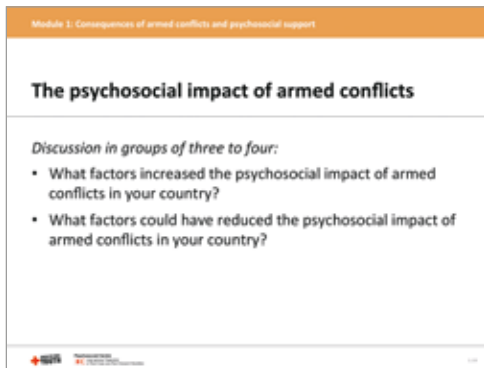 Module 1: Consequences of armed conflicts and psychosocial support
The psychosocial impact of armed conflicts
Discussion in groups of three to four:
• What factors increased the psychosocial impact of armed
conflicts in your country?
• What factors could have reduced the psychosocial impact of
armed conflicts in your country?
Psychosocial Centre